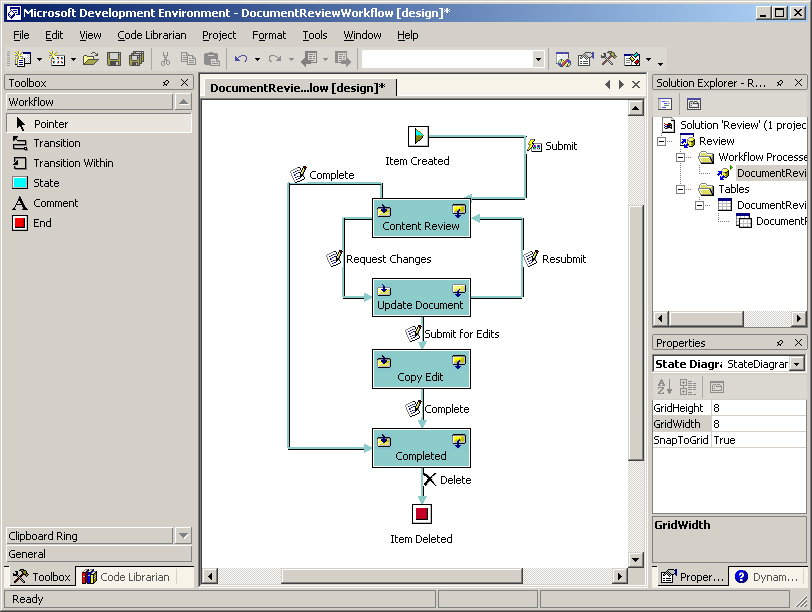 Microsoft Development Environment - DocumentReviewWorkflow [design]*
File Edit View Code Librarian Project Format Tools Window Help
Toolbox
Workflow
Pointer
Transition
Transition Within
State
Comment
End
Clipboard Ring
General
Toolbox Code Librarian
DocumentRevie...low [design]*
Item Created
Submit
Complete
Content Review
Request Changes
Resubmit
Update Document
Submit for Edits
Copy Edit
Complete
Completed
Delete
Item Deleted
Solution Explorer - R...
Solution 'Review' (1 projec
Review
Workflow Processe
DocumentRevi
Tables
DocumentRevi
DocumentR
Properties
State Diagra StateDiagram
GridHeight 8
GridWidth 8
SnapToGrid True
GridWidth
Proper... Dynam...
Ready